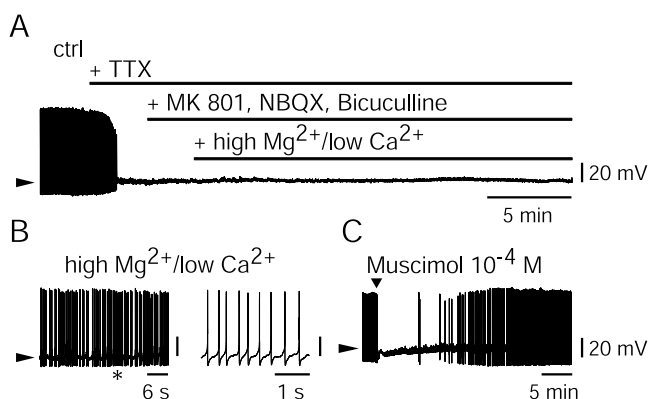 A
ctrl
+ TTX
+ MK 801, NBQX, Bicuculline
+ high Mg²⁺/low Ca²⁺
20 mV
5 min
B
C
high Mg²⁺/low Ca²⁺
Muscimol 10⁻⁴ M
20 mV
*
6 s
1 s
5 min